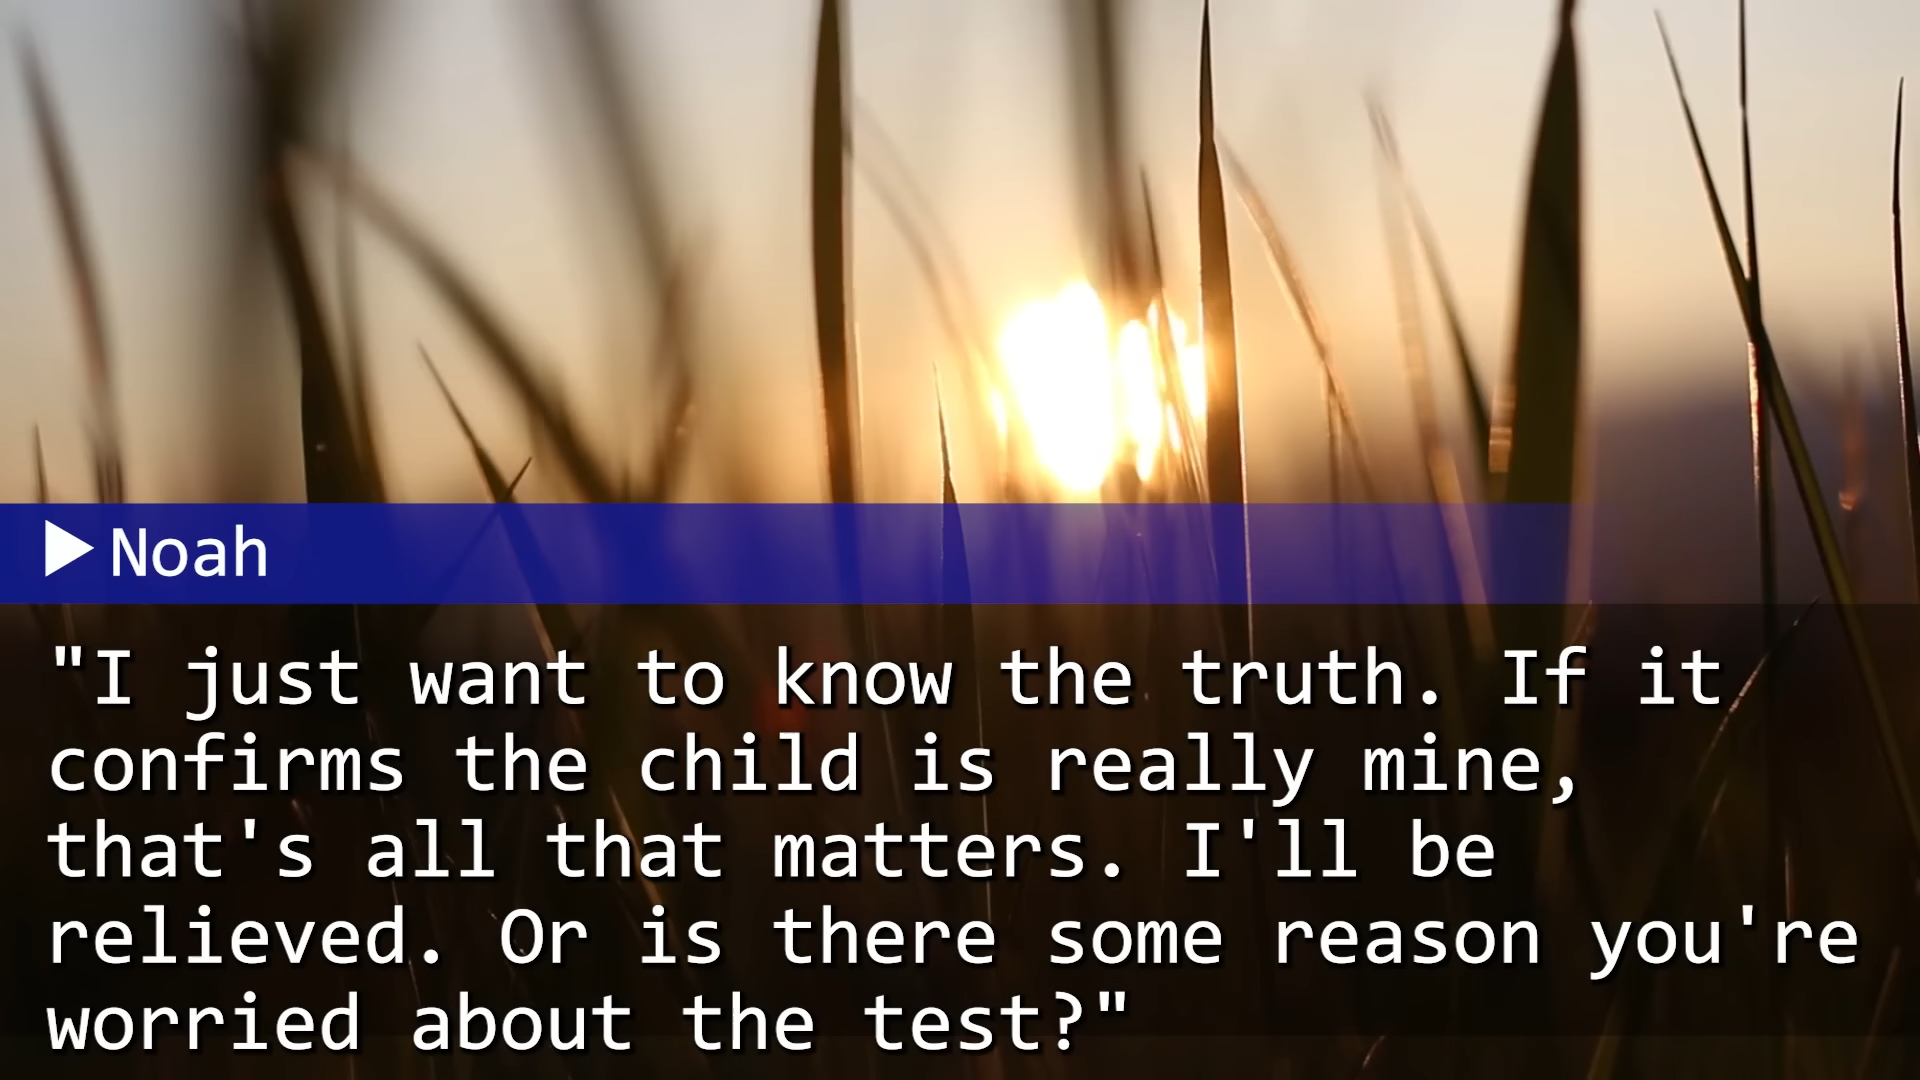 Noah
"I just want to know the truth. If it
confirms the child is really mine,
that's all that matters. I'll be
relieved. Or is there some reason you're
worried about the test?"